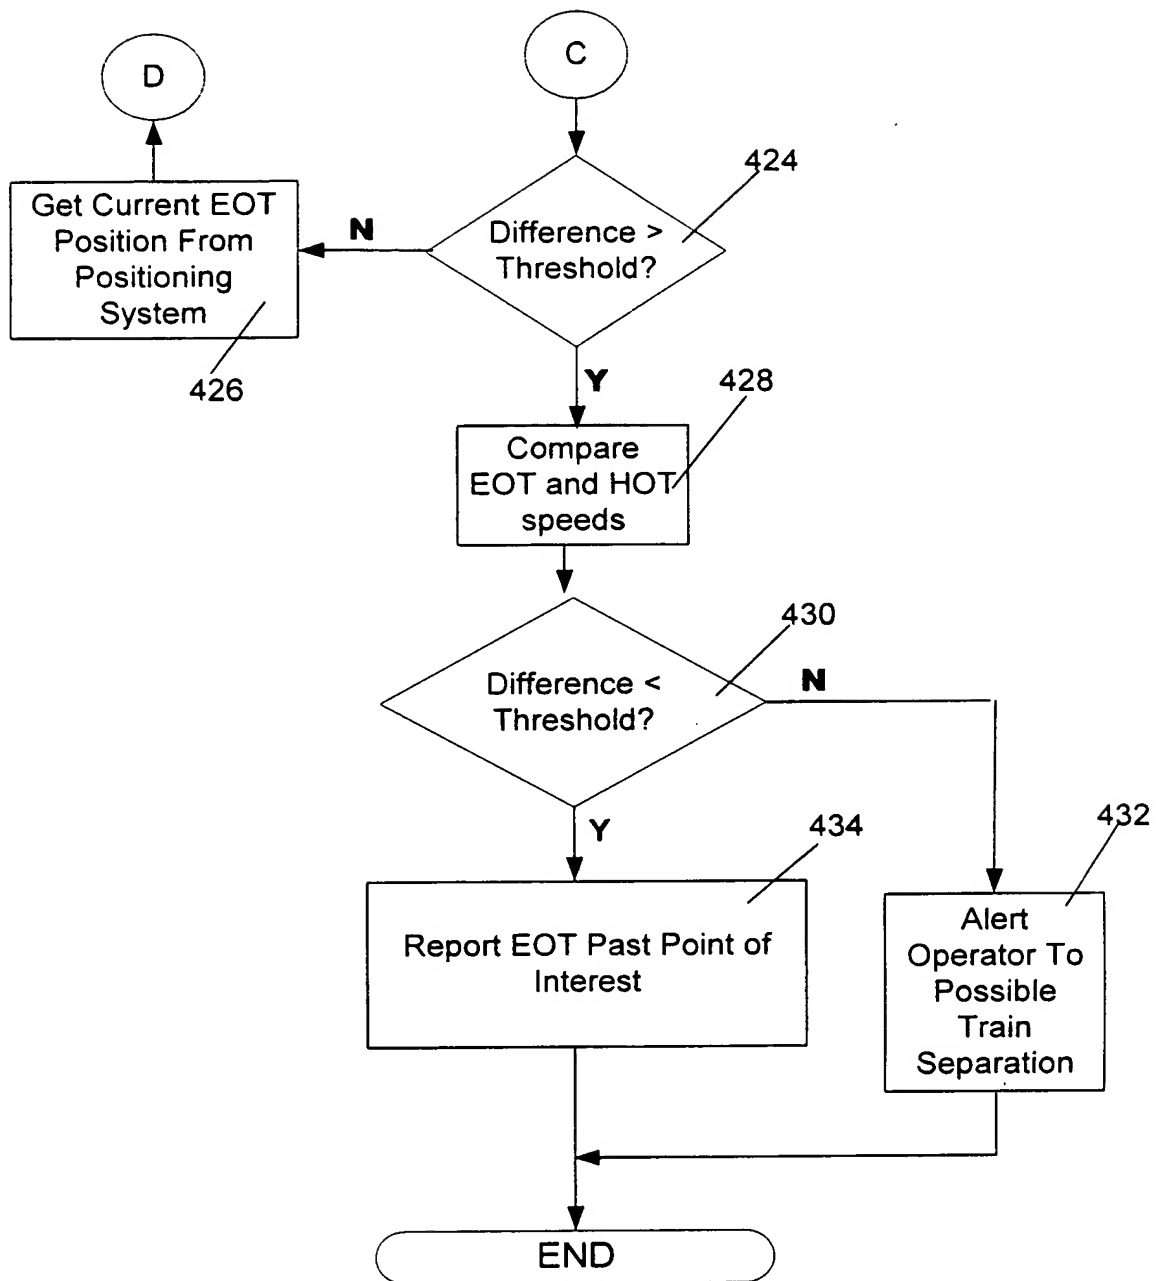 D
C
424
Get Current EOT
Position From
Positioning
System
N
Difference >
Threshold?
426
Y
428
Compare
EOT and HOT
speeds
430
Difference <
Threshold?
N
Y
434
432
Report EOT Past Point of
Interest
Alert
Operator To
Possible
Train
Separation
END